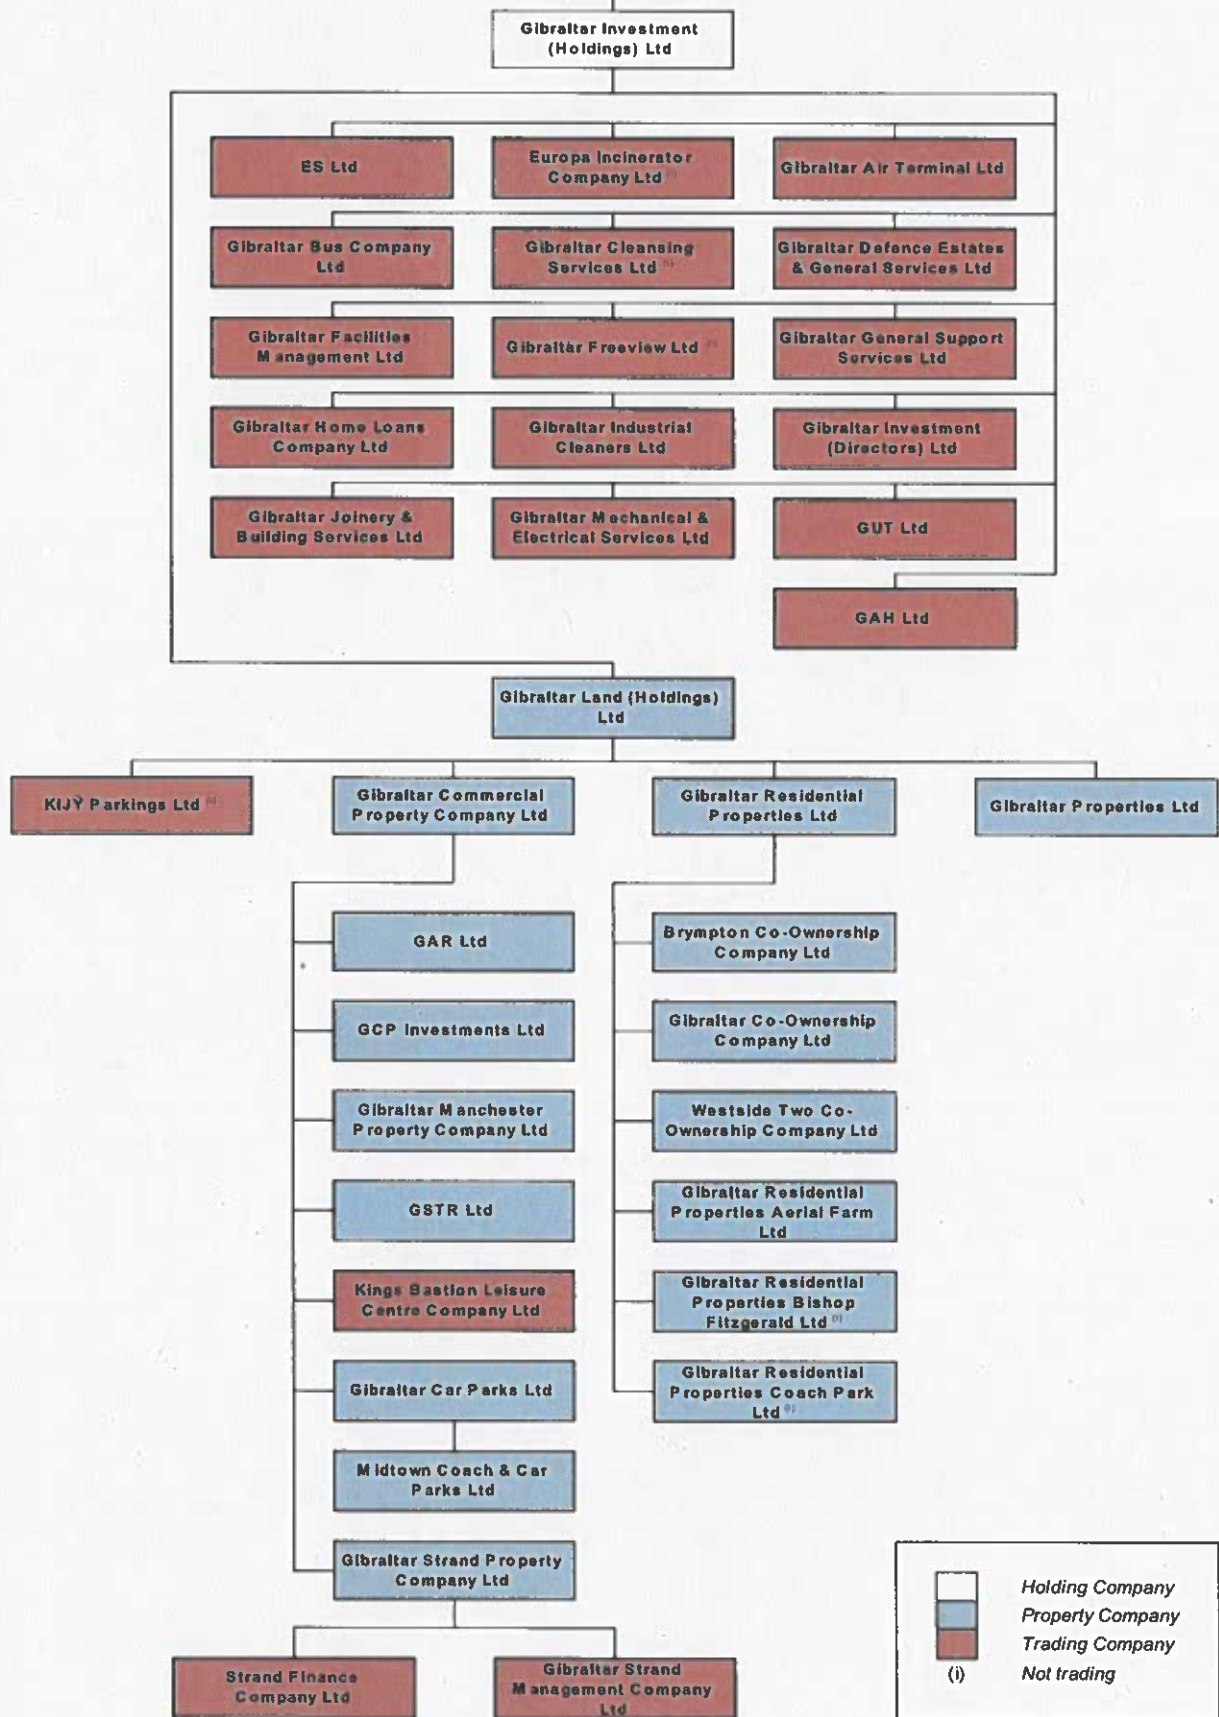 Gibraltar Investment
(Holdings) Ltd
ES Ltd
Europa Incinerator
Company Ltd (i)
Gibraltar Air Terminal Ltd
Gibraltar Bus Company
Ltd
Gibraltar Cleansing
Services Ltd (i)
Gibraltar Defence Estates
& General Services Ltd
Gibraltar Facilities
Management Ltd
Gibraltar Freeview Ltd (i)
Gibraltar General Support
Services Ltd
Gibraltar Home Loans
Company Ltd
Gibraltar Industrial
Cleaners Ltd
Gibraltar Investment
(Directors) Ltd
Gibraltar Joinery &
Building Services Ltd
Gibraltar Mechanical &
Electrical Services Ltd
GUT Ltd
GAH Ltd
Gibraltar Land (Holdings)
Ltd
KIJY Parkings Ltd (i)
Gibraltar Commercial
Property Company Ltd
Gibraltar Residential
Properties Ltd
Gibraltar Properties Ltd
GAR Ltd
GCP Investments Ltd
Gibraltar Manchester
Property Company Ltd
GSTR Ltd
Kings Bastion Leisure
Centre Company Ltd
Gibraltar Car Parks Ltd
Midtown Coach & Car
Parks Ltd
Gibraltar Strand Property
Company Ltd
Strand Finance
Company Ltd
Gibraltar Strand
Management Company
Ltd
Brympton Co-Ownership
Company Ltd
Gibraltar Co-Ownership
Company Ltd
Westside Two Co-
Ownership Company Ltd
Gibraltar Residential
Properties Aerial Farm
Ltd
Gibraltar Residential
Properties Bishop
Fitzgerald Ltd (i)
Gibraltar Residential
Properties Coach Park
Ltd (i)
Holding Company
Property Company
Trading Company
(i) Not trading